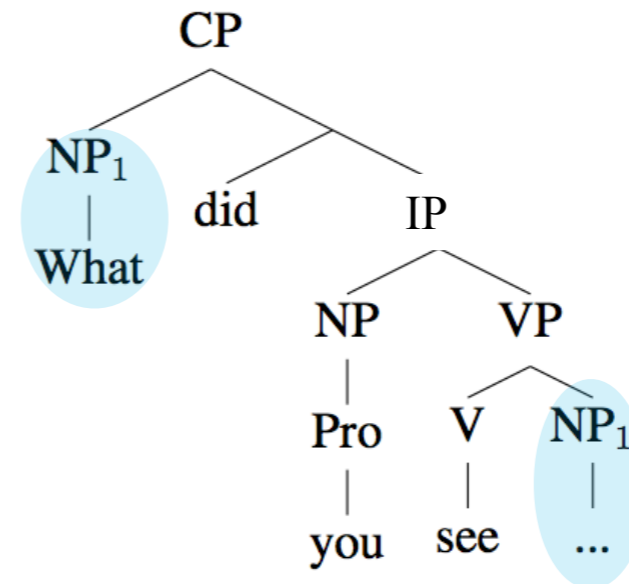 CP
NP₁
did
IP
What
NP VP
Pro V NP₁
you see ...